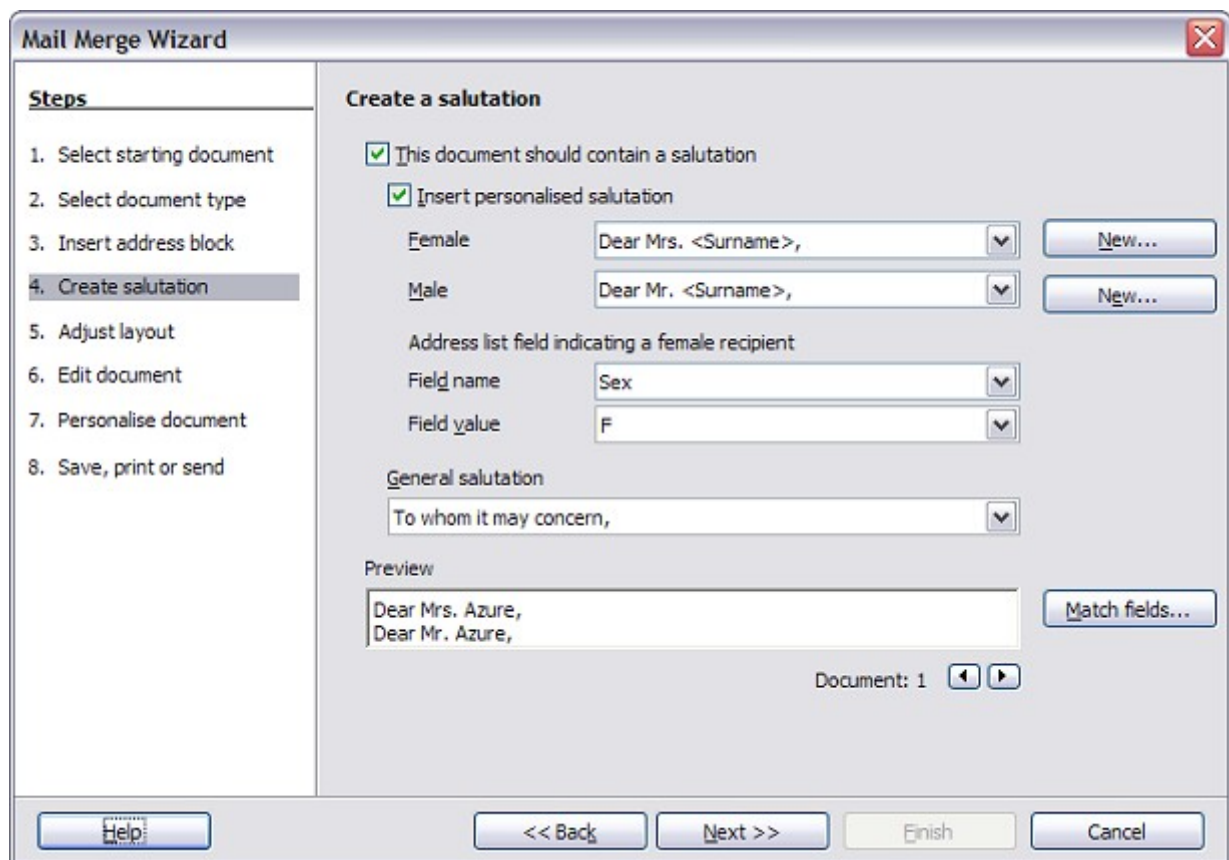 Mail Merge Wizard
Steps
1. Select starting document
2. Select document type
3. Insert address block
4. Create salutation
5. Adjust layout
6. Edit document
7. Personalise document
8. Save, print or send
Create a salutation
This document should contain a salutation
Insert personalised salutation
Female Dear Mrs. <Surname>, New...
Male Dear Mr. <Surname>, New...
Address list field indicating a female recipient
Field name Sex
Field value F
General salutation
To whom it may concern,
Preview
Dear Mrs. Azure,
Dear Mr. Azure,
Match fields...
Document: 1
Help << Back Next >> Finish Cancel